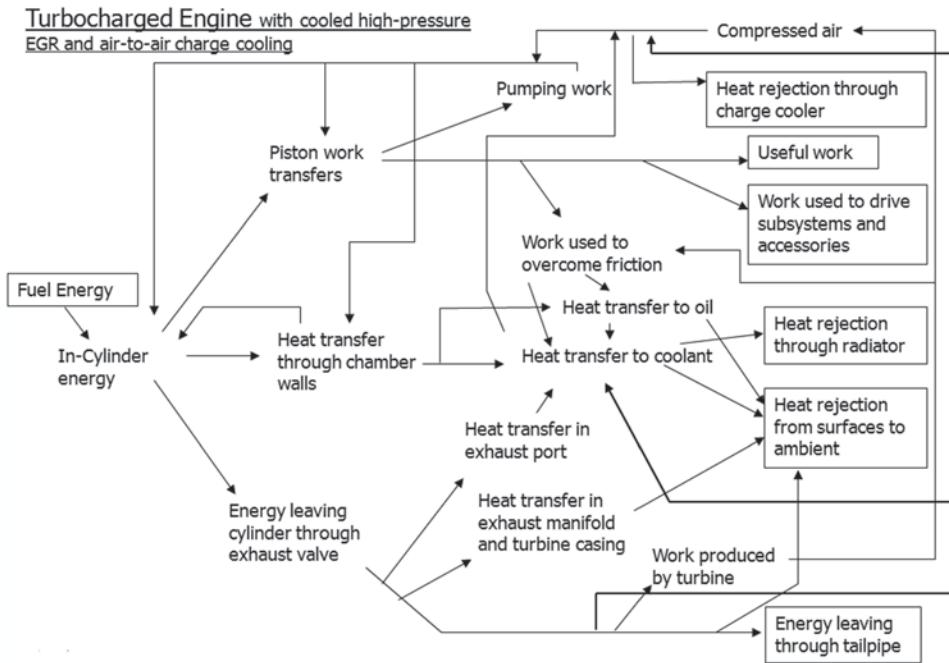 Turbocharged Engine with cooled high-pressure
EGR and air-to-air charge cooling
Compressed air
Pumping work
Heat rejection through
charge cooler
Piston work
transfers
Useful work
Work used to drive
subsystems and
accessories
Work used to
overcome friction
Fuel Energy
Heat transfer to oil
In-Cylinder
energy
Heat transfer
through chamber
walls
Heat transfer to coolant
Heat rejection
through radiator
Heat rejection
from surfaces to
ambient
Heat transfer in
exhaust port
Energy leaving
cylinder through
exhaust valve
Heat transfer in
exhaust manifold
and turbine casing
Work produced
by turbine
Energy leaving
through tailpipe